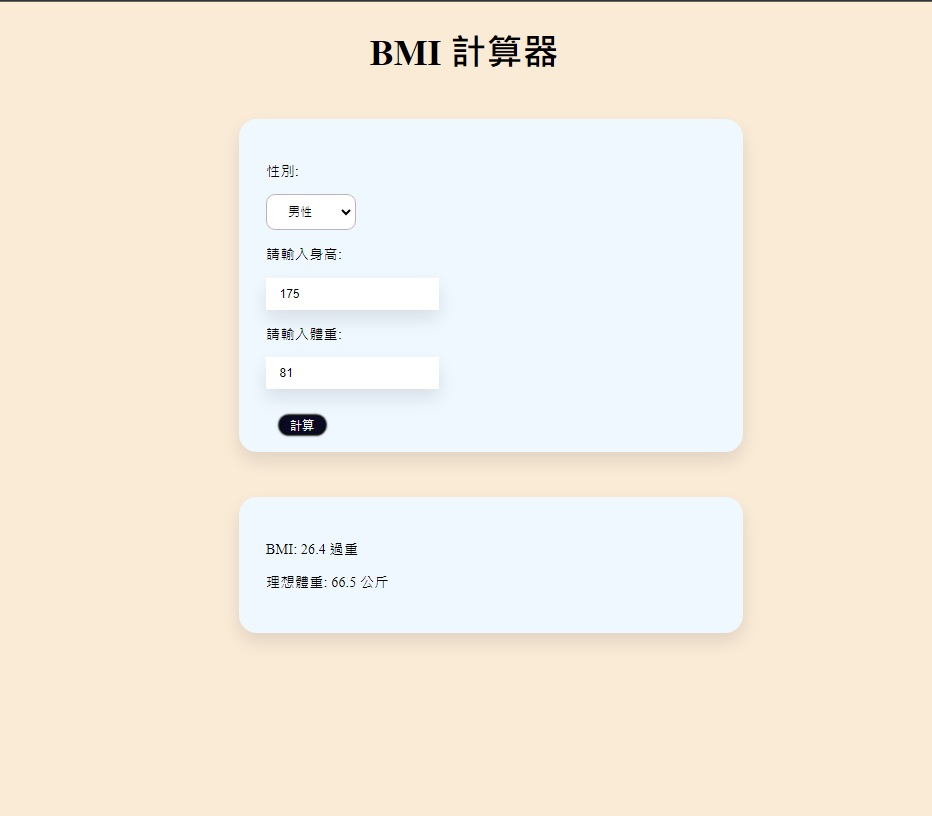 BMI 計算器
性別:
男性
請輸入身高:
175
請輸入體重:
81
計算
BMI: 26.4 過重
理想體重: 66.5 公斤